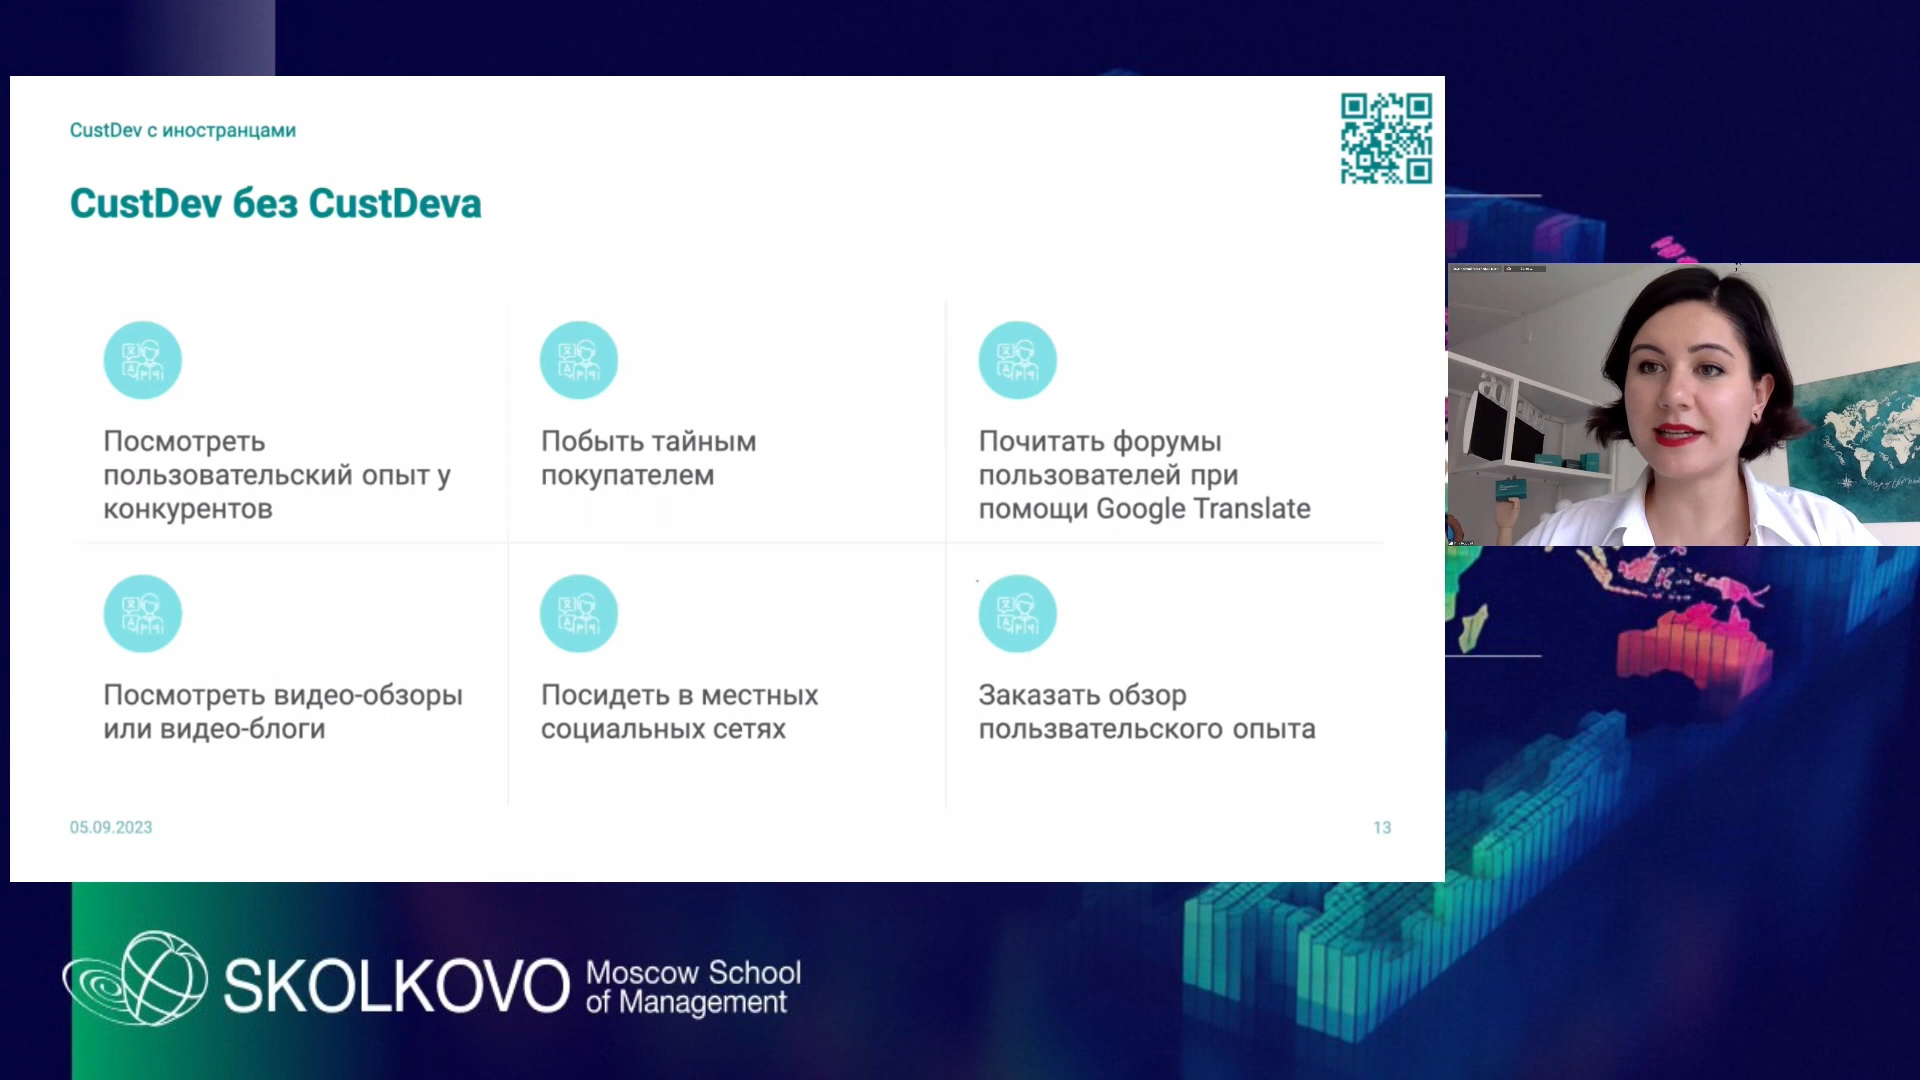 CustDev с иностранцами
CustDev без CustDevа
Посмотреть
пользовательский опыт у
конкурентов
Побыть тайным
покупателем
Почитать форумы
пользователей при
помощи Google Translate
Посмотреть видео-обзоры
или видео-блоги
Посидеть в местных
социальных сетях
Заказать обзор
пользвательского опыта
05.09.2023
13
SKOLKOVO
Moscow School
of Management